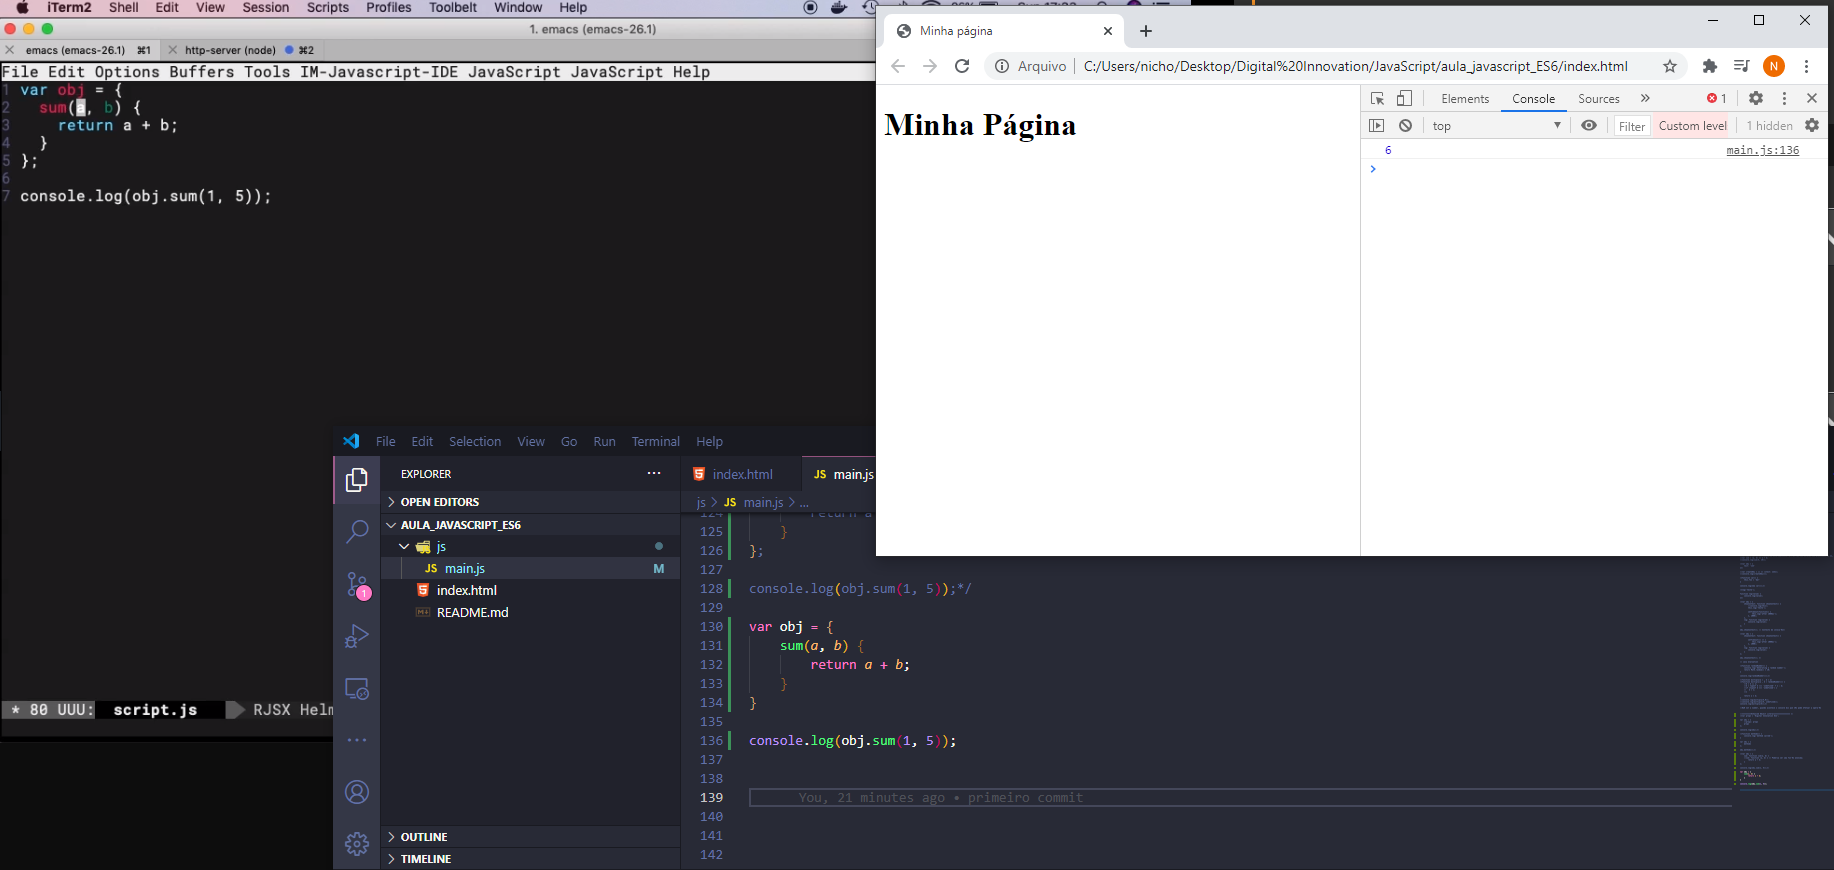 iTerm2 Shell Edit View Session Scripts Profiles Toolbelt Window Help
1. emacs (emacs-26.1)
emacs (emacs-26.1) ⌘1 http-server (node) ⌘2
File Edit Options Buffers Tools IM-Javascript-IDE JavaScript JavaScript Help
1 var obj = {
2 sum(a, b) {
3 return a + b;
4 }
5 };
6
7 console.log(obj.sum(1, 5));
* 80 UUU: script.js RJSX Helm
Minha página
Arquivo C:/Users/nicho/Desktop/Digital%20Innovation/JavaScript/aula_javascript_ES6/index.html N
Minha Página
Elements Console Sources » 1
top Filter Custom level 1 hidden
6 main.js:136
File Edit Selection View Go Run Terminal Help
EXPLORER ...
OPEN EDITORS
AULA_JAVASCRIPT_ES6
js
JS main.js M
index.html
README.md
1
OUTLINE
TIMELINE
index.html JS main.js
js > JS main.js > ...
124 return a
125 }
126 };
127
128 console.log(obj.sum(1, 5));*/
129
130 var obj = {
131 sum(a, b) {
132 return a + b;
133 }
134 }
135
136 console.log(obj.sum(1, 5));
137
138
139 You, 21 minutes ago • primeiro commit
140
141
142